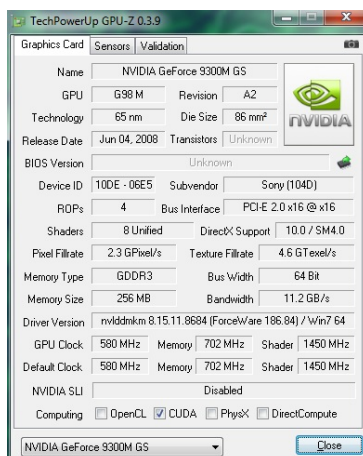 TechPowerUp GPU-Z 0.3.9
Graphics Card Sensors Validation
Name NVIDIA GeForce 9300M GS
GPU G98 M Revision A2
Technology 65 nm Die Size 86 mm²
Release Date Jun 04, 2008 Transistors Unknown
NVIDIA
BIOS Version Unknown
Device ID 10DE - 06E5 Subvendor Sony (104D)
ROPs 4 Bus Interface PCI-E 2.0 x16 @ x16
Shaders 8 Unified DirectX Support 10.0 / SM4.0
Pixel Fillrate 2.3 GPixel/s Texture Fillrate 4.6 GTexel/s
Memory Type GDDR3 Bus Width 64 Bit
Memory Size 256 MB Bandwidth 11.2 GB/s
Driver Version nvlddmkm 8.15.11.8684 (ForceWare 186.84) / Win7 64
GPU Clock 580 MHz Memory 702 MHz Shader 1450 MHz
Default Clock 580 MHz Memory 702 MHz Shader 1450 MHz
NVIDIA SLI Disabled
Computing OpenCL CUDA PhysX DirectCompute
NVIDIA GeForce 9300M GS Close